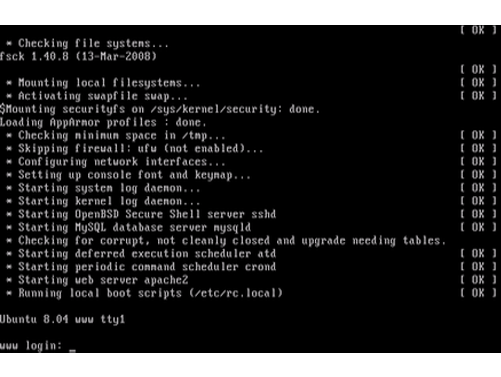 [ OK ]
* Checking file systems...
fsck 1.40.8 (13-Mar-2008)
[ OK ]
* Mounting local filesystems... [ OK ]
* Activating swapfile swap... [ OK ]
$Mounting securityfs on /sys/kernel/security: done.
Loading AppArmor profiles : done.
* Checking minimum space in /tmp... [ OK ]
* Skipping firewall: ufw (not enabled)... [ OK ]
* Configuring network interfaces... [ OK ]
* Setting up console font and keymap... [ OK ]
* Starting system log daemon... [ OK ]
* Starting kernel log daemon... [ OK ]
* Starting OpenBSD Secure Shell server sshd [ OK ]
* Starting MySQL database server mysqld [ OK ]
* Checking for corrupt, not cleanly closed and upgrade needing tables.
* Starting deferred execution scheduler atd [ OK ]
* Starting periodic command scheduler crond [ OK ]
* Starting web server apache2 [ OK ]
* Running local boot scripts (/etc/rc.local) [ OK ]
Ubuntu 8.04 www tty1
www login: _